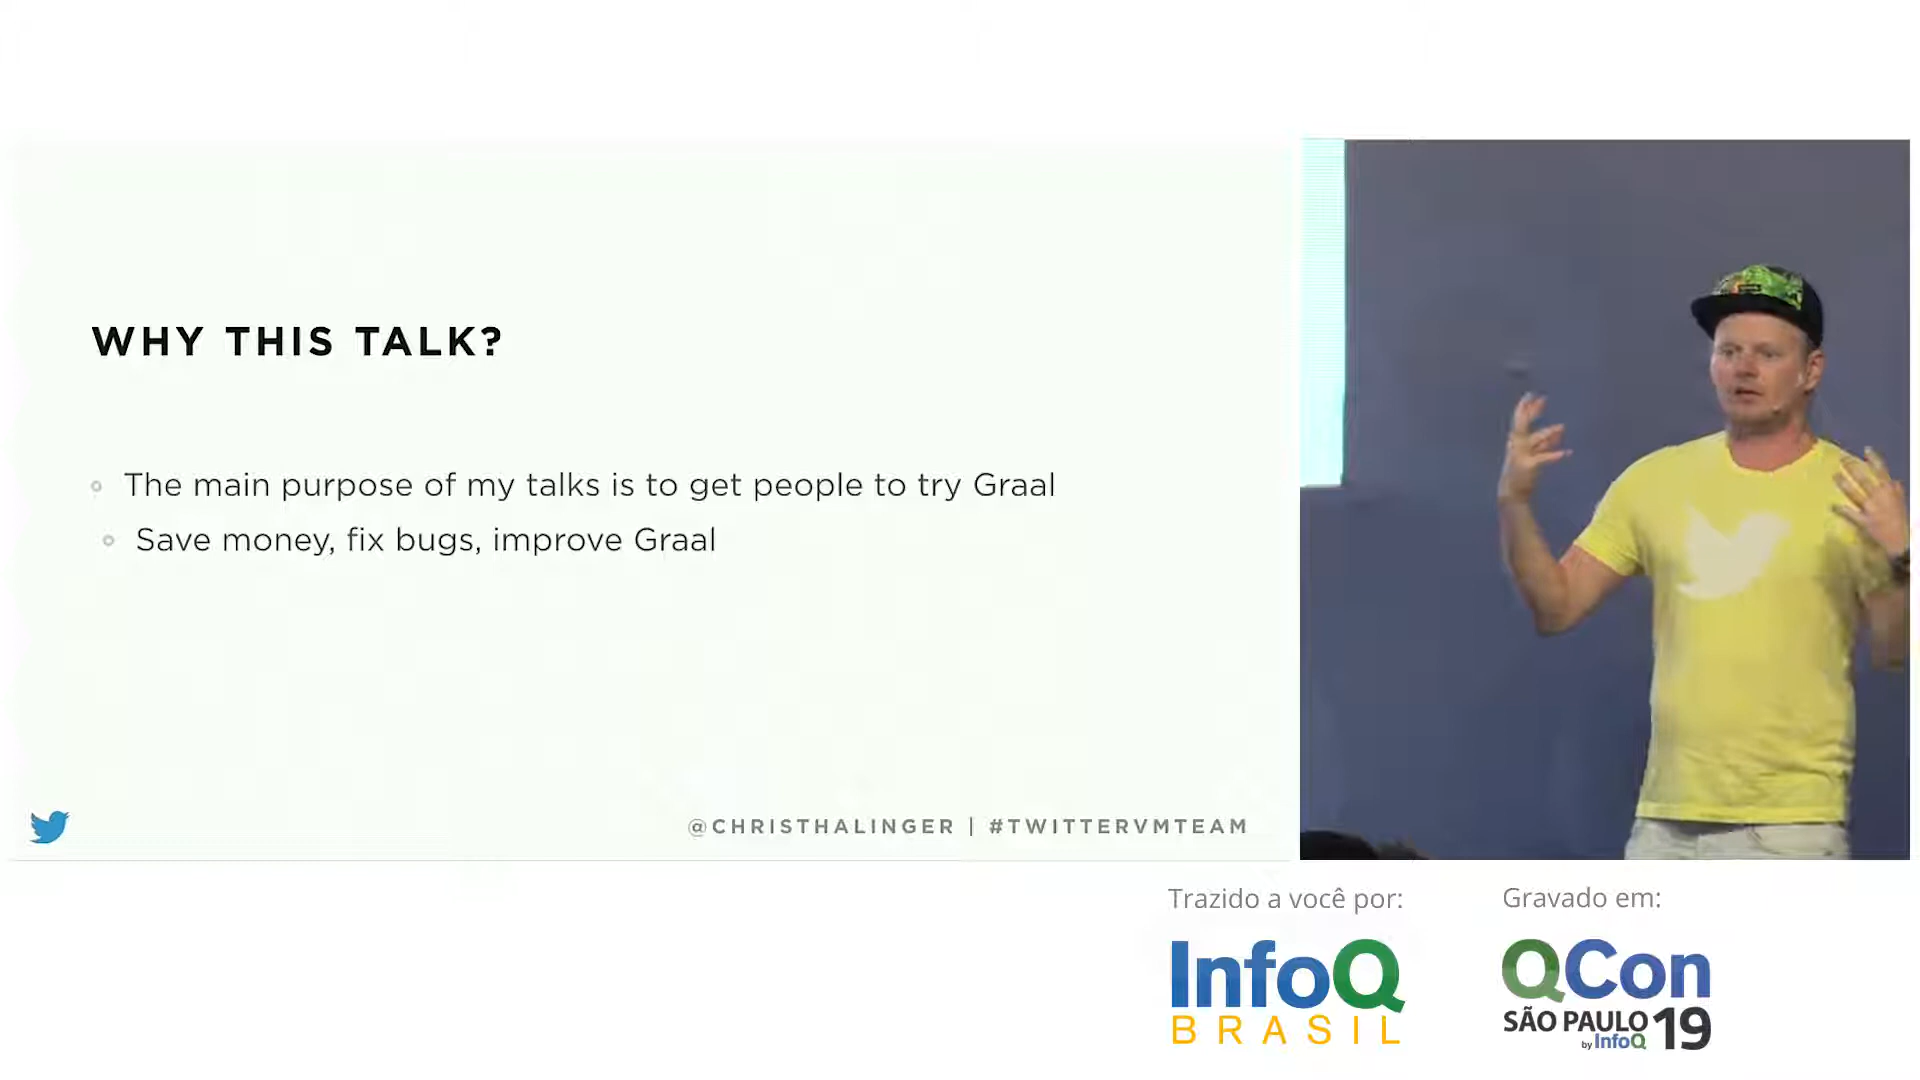 WHY THIS TALK?
The main purpose of my talks is to get people to try Graal
Save money, fix bugs, improve Graal
@CHRISTHALINGER | #TWITTERVMTEAM
Trazido a você por:
InfoQ
BRASIL
Gravado em:
QCon
SÃO PAULO 19
by InfoQ